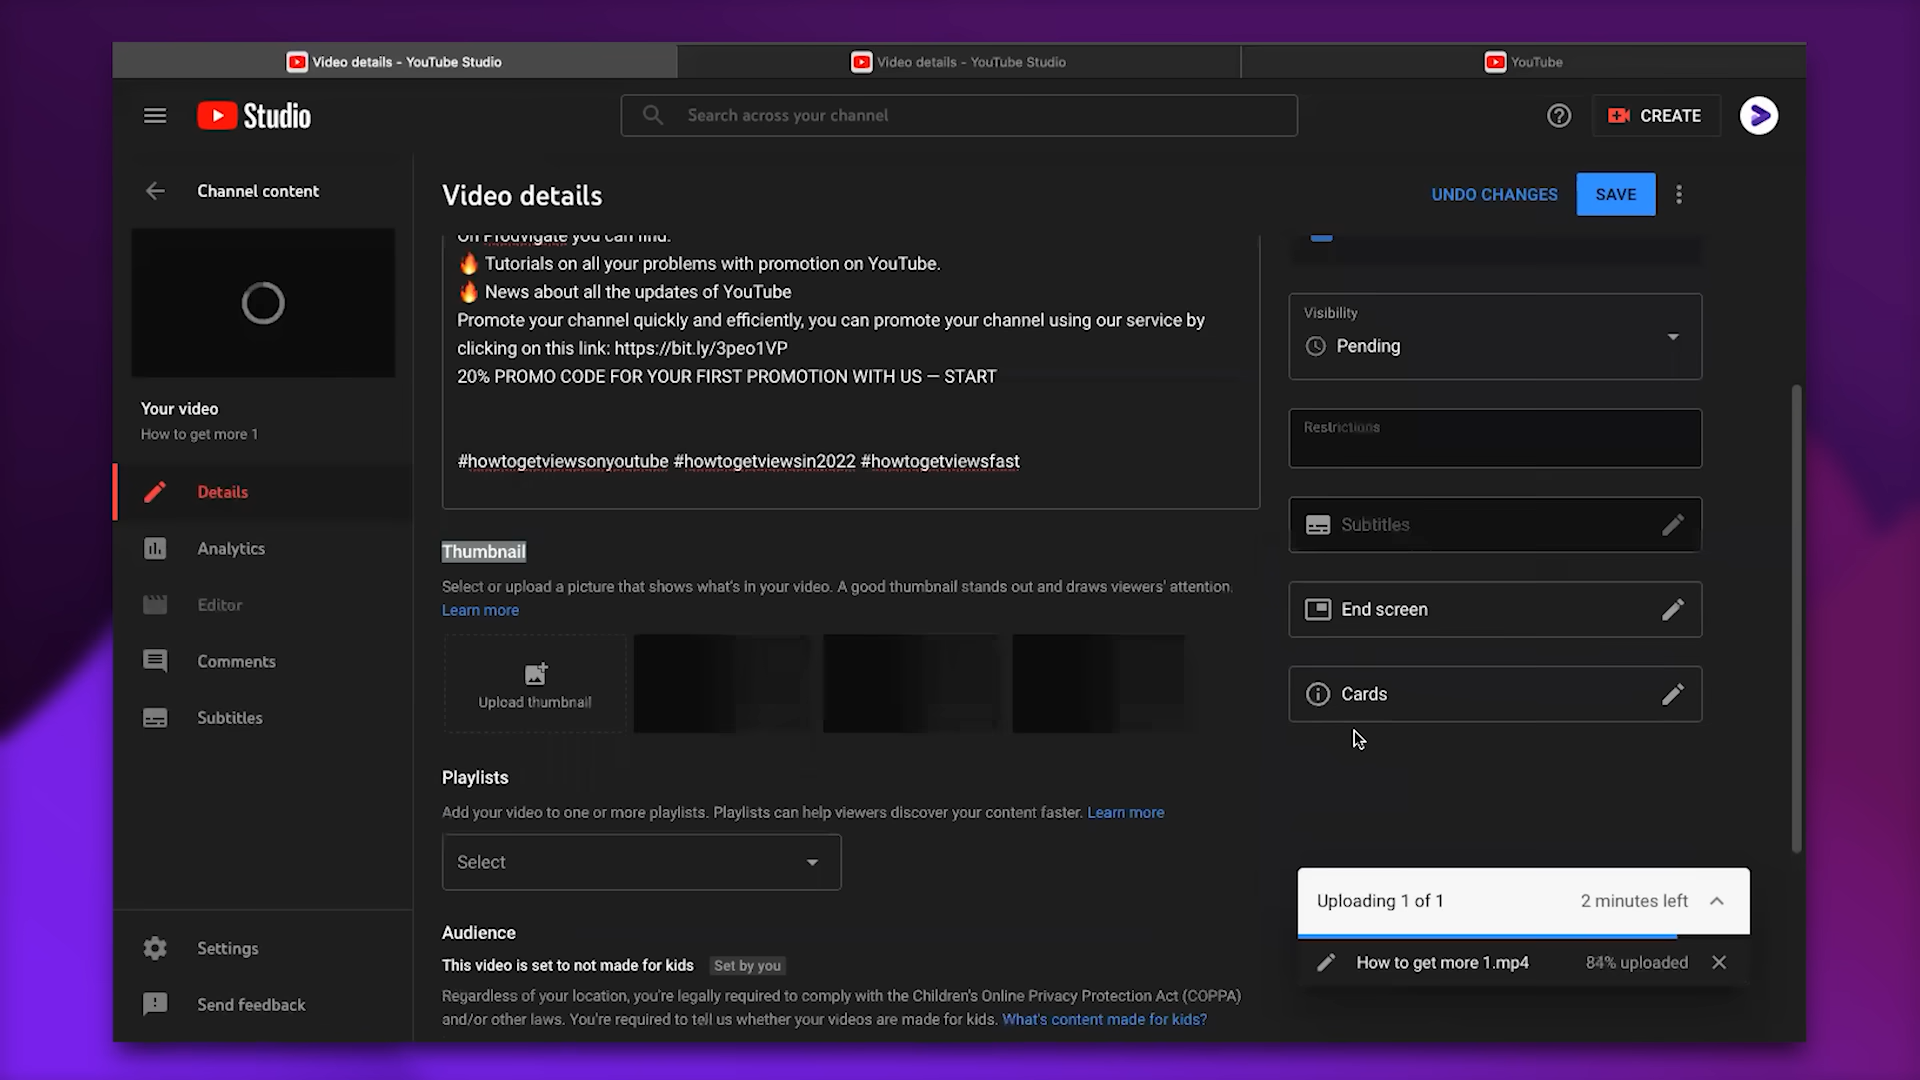 Video details - YouTube Studio
Video details - YouTube Studio
YouTube
Studio
Search across your channel
CREATE
Channel content
Your video
How to get more 1
Details
Analytics
Editor
Comments
Subtitles
Settings
Send feedback
Video details
UNDO CHANGES
SAVE
On Prodvigate you can find:
🔥 Tutorials on all your problems with promotion on YouTube.
🔥 News about all the updates of YouTube
Promote your channel quickly and efficiently, you can promote your channel using our service by
clicking on this link: https://bit.ly/3peo1VP
20% PROMO CODE FOR YOUR FIRST PROMOTION WITH US — START
#howtogetviewsonyoutube #howtogetviewsin2022 #howtogetviewsfast
Thumbnail
Select or upload a picture that shows what's in your video. A good thumbnail stands out and draws viewers' attention.
Learn more
Upload thumbnail
Playlists
Add your video to one or more playlists. Playlists can help viewers discover your content faster. Learn more
Select
Audience
This video is set to not made for kids Set by you
Regardless of your location, you're legally required to comply with the Children's Online Privacy Protection Act (COPPA)
and/or other laws. You're required to tell us whether your videos are made for kids. What's content made for kids?
Visibility
Pending
Restrictions
Subtitles
End screen
Cards
Uploading 1 of 1
2 minutes left
How to get more 1.mp4
84% uploaded